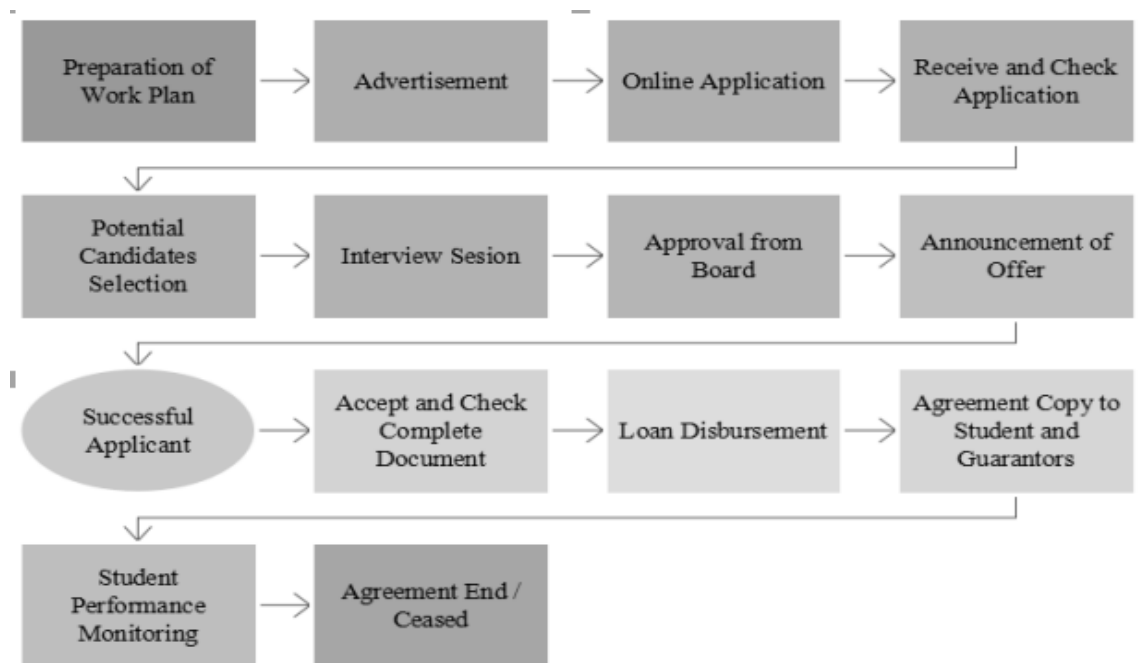 Preparation of
Work Plan
Advertisement
Online Application
Receive and Check
Application
Potential
Candidates
Selection
Interview Sesion
Approval from
Board
Announcement of
Offer
Successful
Applicant
Accept and Check
Complete
Document
Loan Disbursement
Agreement Copy to
Student and
Guarantors
Student
Performance
Monitoring
Agreement End /
Ceased